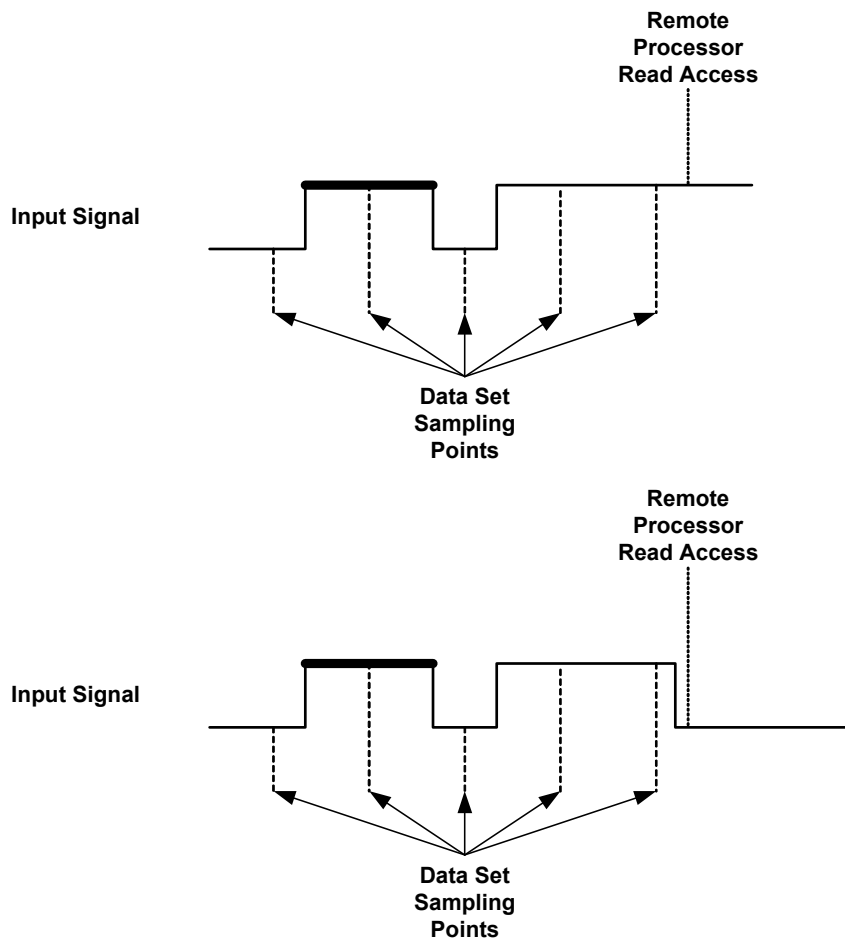 Remote
Processor
Read Access
Input Signal
Data Set
Sampling
Points
Remote
Processor
Read Access
Input Signal
Data Set
Sampling
Points